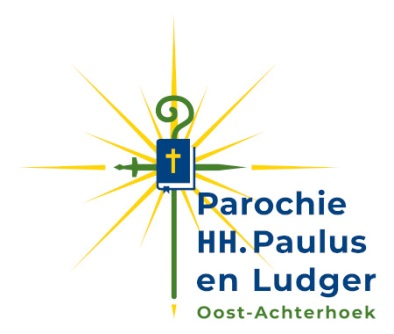 Parochie
HH. Paulus
en Ludger
Oost-Achterhoek